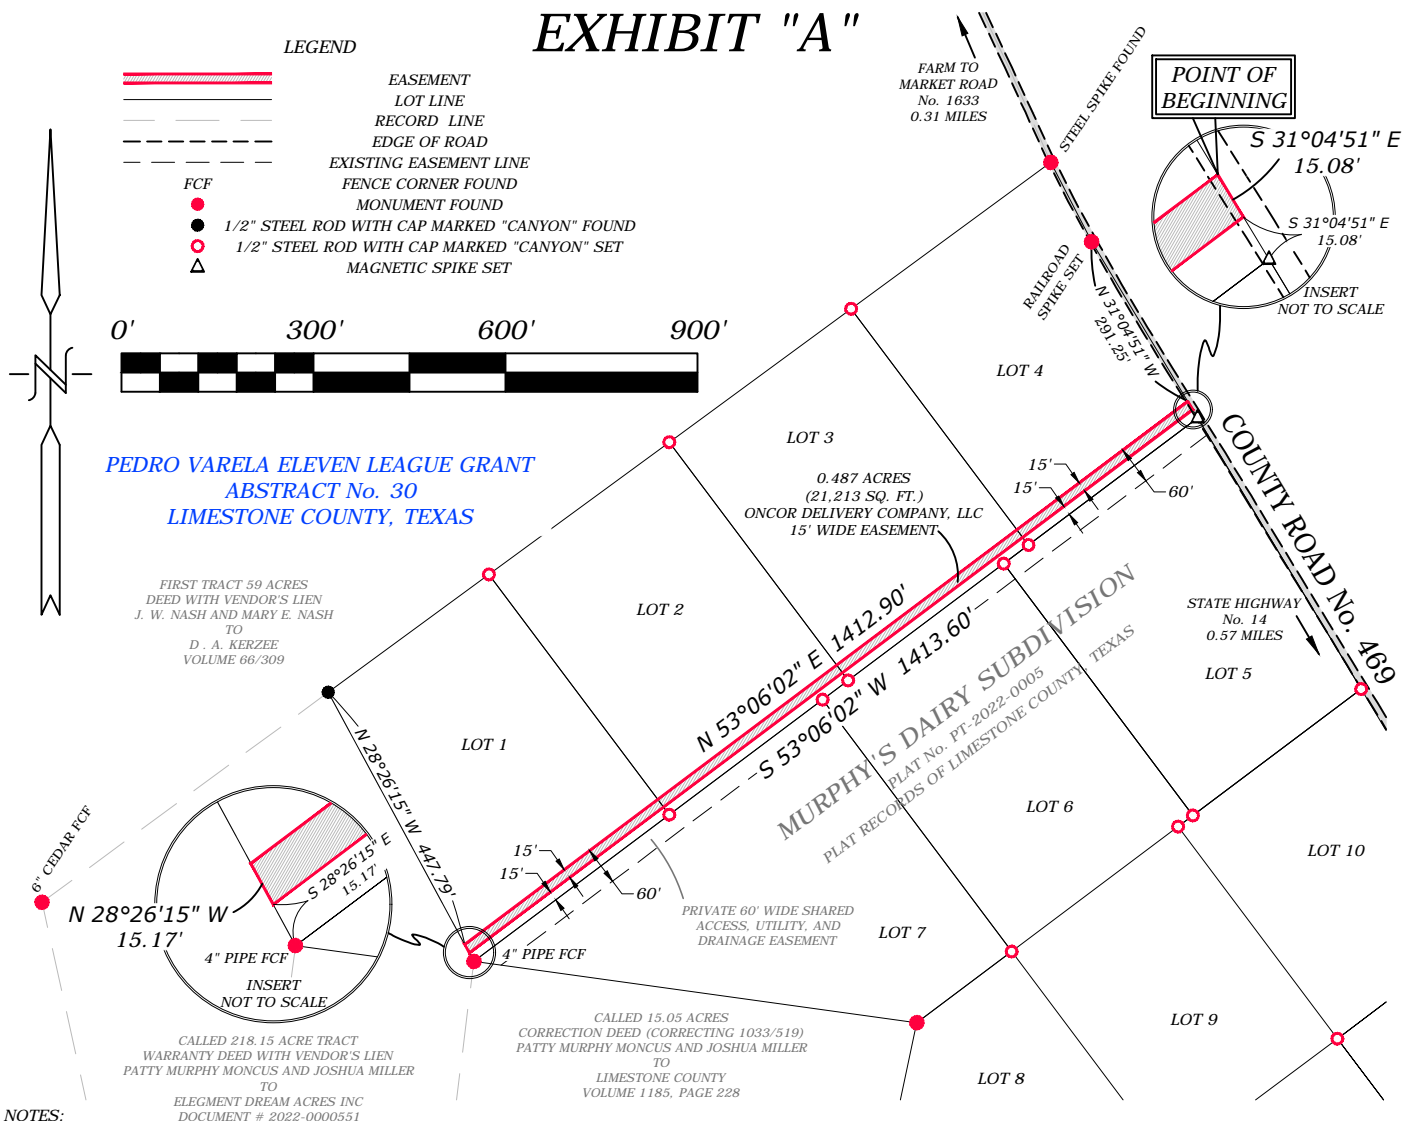 EXHIBIT "A"
LEGEND
EASEMENT
LOT LINE
RECORD LINE
EDGE OF ROAD
EXISTING EASEMENT LINE
FCF FENCE CORNER FOUND
MONUMENT FOUND
1/2" STEEL ROD WITH CAP MARKED "CANYON" FOUND
1/2" STEEL ROD WITH CAP MARKED "CANYON" SET
MAGNETIC SPIKE SET
0' 300' 600' 900'
N
PEDRO VARELA ELEVEN LEAGUE GRANT
ABSTRACT No. 30
LIMESTONE COUNTY, TEXAS
FARM TO
MARKET ROAD
No. 1633
0.31 MILES
STEEL SPIKE FOUND
POINT OF
BEGINNING
S 31°04'51" E
15.08'
S 31°04'51" E
15.08'
INSERT
NOT TO SCALE
RAILROAD
SPIKE SET
N 31°04'51" W
291.25'
LOT 4
LOT 3
0.487 ACRES
(21,213 SQ. FT.)
ONCOR DELIVERY COMPANY, LLC
15' WIDE EASEMENT
15'
15'
60'
COUNTY ROAD No. 469
STATE HIGHWAY
No. 14
0.57 MILES
FIRST TRACT 59 ACRES
DEED WITH VENDOR'S LIEN
J. W. NASH AND MARY E. NASH
TO
D . A. KERZEE
VOLUME 66/309
LOT 2
N 53°06'02" E 1412.90'
S 53°06'02" W 1413.60'
MURPHY'S DAIRY SUBDIVISION
PLAT No. PT-2022-0005
PLAT RECORDS OF LIMESTONE COUNTY, TEXAS
LOT 5
LOT 1
N 28°26'15" W 447.79'
LOT 6
LOT 10
6" CEDAR FCF
15'
15'
60'
S 28°26'15" E
15.17'
N 28°26'15" W
15.17'
4" PIPE FCF
INSERT
NOT TO SCALE
4" PIPE FCF
PRIVATE 60' WIDE SHARED
ACCESS, UTILITY, AND
DRAINAGE EASEMENT
LOT 7
LOT 9
LOT 8
CALLED 218.15 ACRE TRACT
WARRANTY DEED WITH VENDOR'S LIEN
PATTY MURPHY MONCUS AND JOSHUA MILLER
TO
ELEGMENT DREAM ACRES INC
DOCUMENT # 2022-0000551
CALLED 15.05 ACRES
CORRECTION DEED (CORRECTING 1033/519)
PATTY MURPHY MONCUS AND JOSHUA MILLER
TO
LIMESTONE COUNTY
VOLUME 1185, PAGE 228
NOTES: